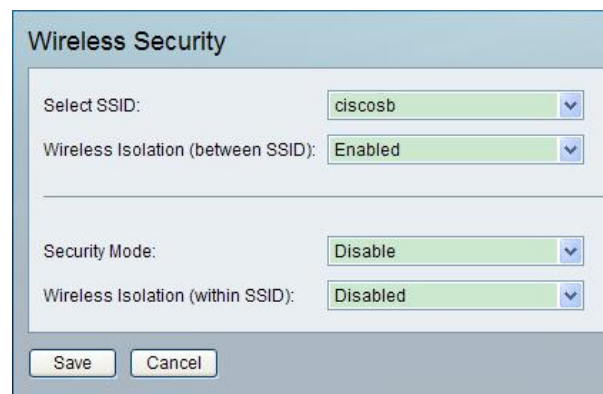 Wireless Security
Select SSID: ciscosb
Wireless Isolation (between SSID): Enabled
Security Mode: Disable
Wireless Isolation (within SSID): Disabled
Save Cancel